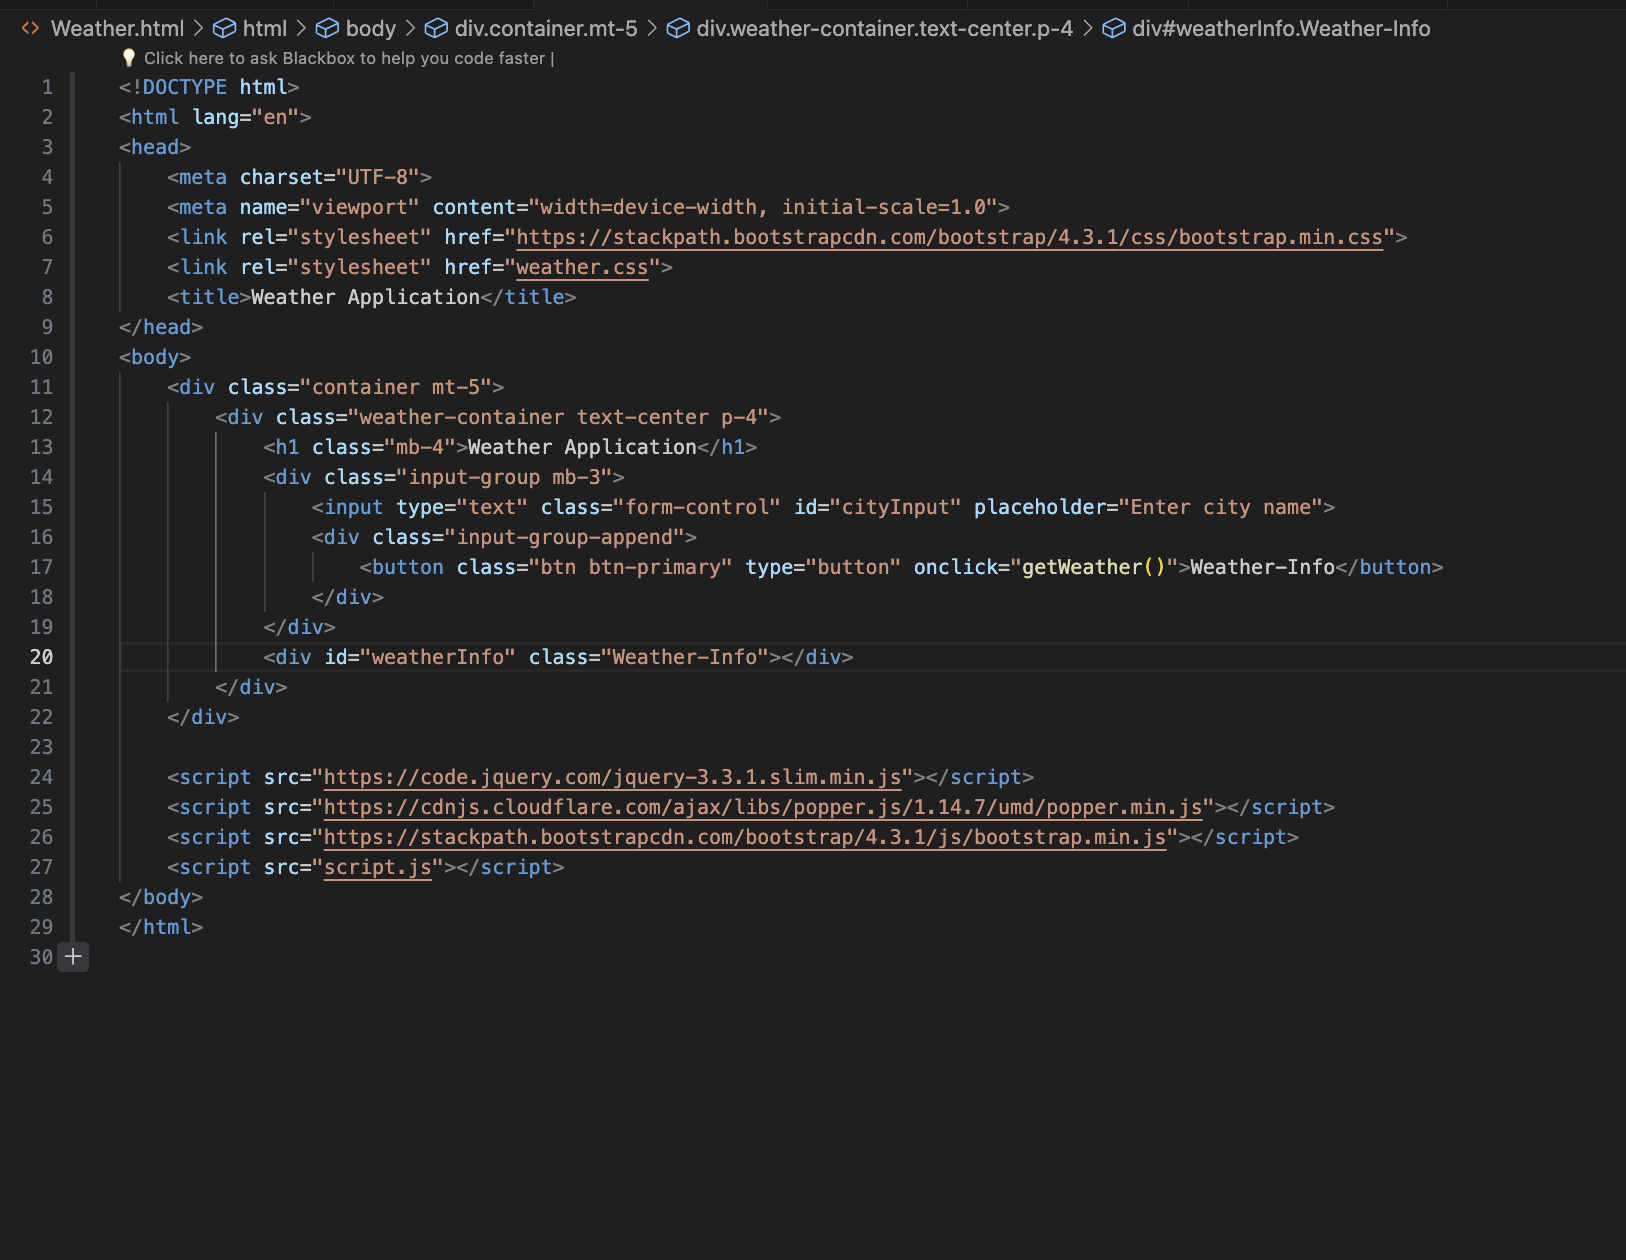 Weather.html > html > body > div.container.mt-5 > div.weather-container.text-center.p-4 > div#weatherInfo.Weather-Info
Click here to ask Blackbox to help you code faster |
1 <!DOCTYPE html>
2 <html lang="en">
3 <head>
4     <meta charset="UTF-8">
5     <meta name="viewport" content="width=device-width, initial-scale=1.0">
6     <link rel="stylesheet" href="https://stackpath.bootstrapcdn.com/bootstrap/4.3.1/css/bootstrap.min.css">
7     <link rel="stylesheet" href="weather.css">
8     <title>Weather Application</title>
9 </head>
10 <body>
11     <div class="container mt-5">
12         <div class="weather-container text-center p-4">
13             <h1 class="mb-4">Weather Application</h1>
14             <div class="input-group mb-3">
15                 <input type="text" class="form-control" id="cityInput" placeholder="Enter city name">
16                 <div class="input-group-append">
17                     <button class="btn btn-primary" type="button" onclick="getWeather()">Weather-Info</button>
18                 </div>
19             </div>
20             <div id="weatherInfo" class="Weather-Info"></div>
21         </div>
22     </div>
23
24     <script src="https://code.jquery.com/jquery-3.3.1.slim.min.js"></script>
25     <script src="https://cdnjs.cloudflare.com/ajax/libs/popper.js/1.14.7/umd/popper.min.js"></script>
26     <script src="https://stackpath.bootstrapcdn.com/bootstrap/4.3.1/js/bootstrap.min.js"></script>
27     <script src="script.js"></script>
28 </body>
29 </html>
30